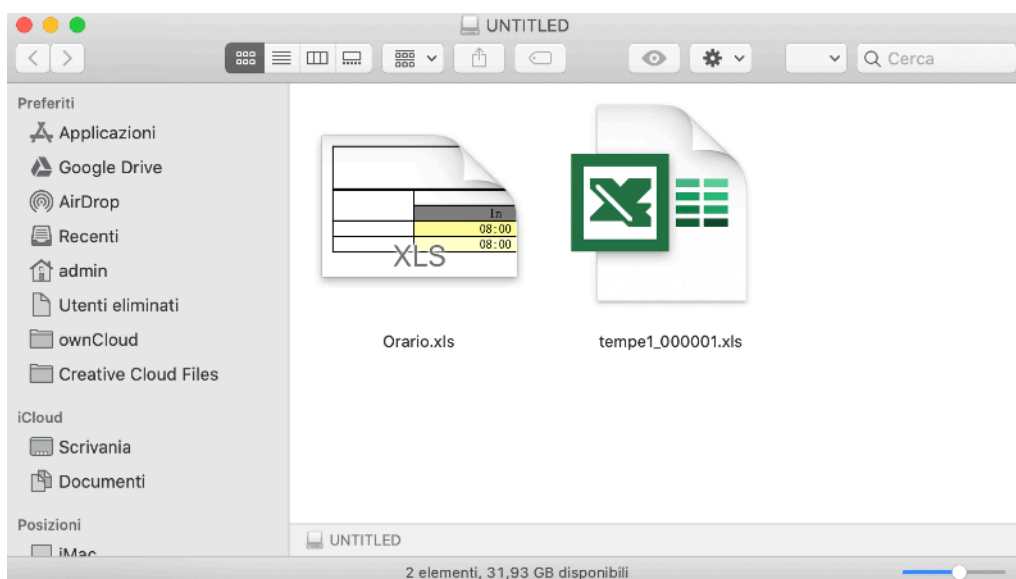 UNTITLED
Cerca
Preferiti
Applicazioni
Google Drive
AirDrop
Recenti
admin
Utenti eliminati
ownCloud
Creative Cloud Files
iCloud
Scrivania
Documenti
Posizioni
iMac
In
08:00
08:00
XLS
Orario.xls
tempe1_000001.xls
UNTITLED
2 elementi, 31,93 GB disponibili